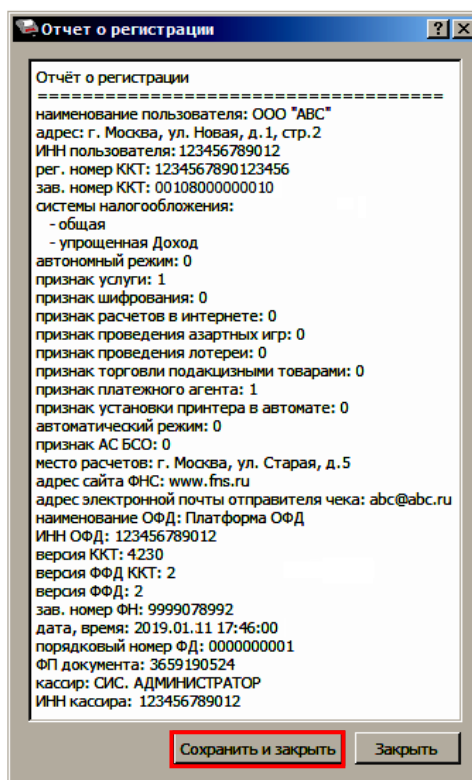 Отчет о регистрации
Отчёт о регистрации
=====================================
наименование пользователя: ООО "АВС"
адрес: г. Москва, ул. Новая, д.1, стр.2
ИНН пользователя: 123456789012
рег. номер ККТ: 1234567890123456
зав. номер ККТ: 00108000000010
системы налогообложения:
- общая
- упрощенная Доход
автономный режим: 0
признак услуги: 1
признак шифрования: 0
признак расчетов в интернете: 0
признак проведения азартных игр: 0
признак проведения лотереи: 0
признак торговли подакцизными товарами: 0
признак платежного агента: 1
признак установки принтера в автомате: 0
автоматический режим: 0
признак АС БСО: 0
место расчетов: г. Москва, ул. Старая, д.5
адрес сайта ФНС: www.fns.ru
адрес электронной почты отправителя чека: abc@abc.ru
наименование ОФД: Платформа ОФД
ИНН ОФД: 123456789012
версия ККТ: 4230
версия ФФД ККТ: 2
версия ФФД: 2
зав. номер ФН: 9999078992
дата, время: 2019.01.11 17:46:00
порядковый номер ФД: 0000000001
ФП документа: 3659190524
кассир: СИС. АДМИНИСТРАТОР
ИНН кассира: 123456789012
Сохранить и закрыть Закрыть